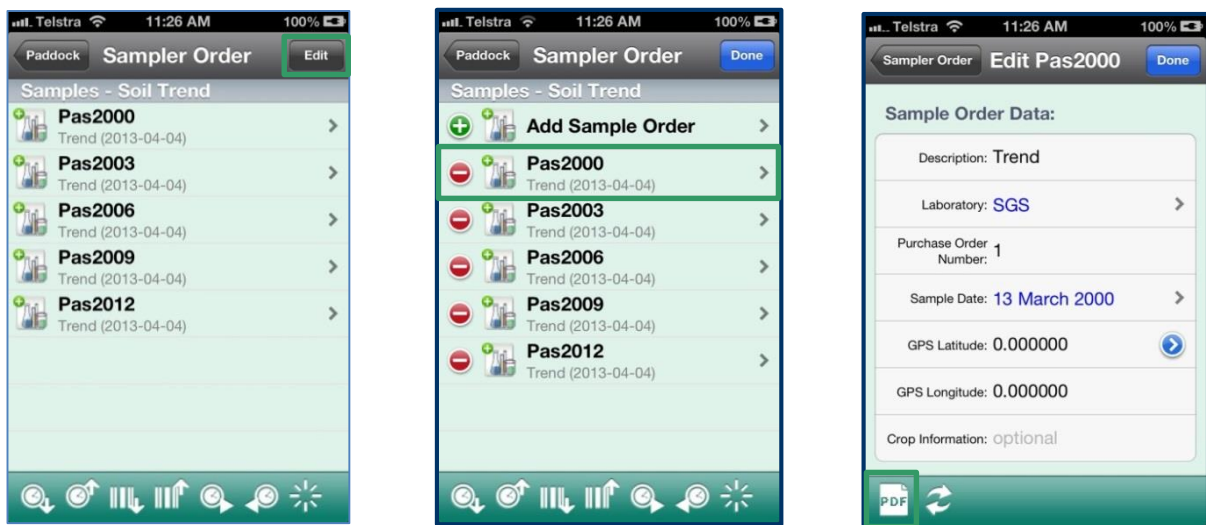 Telstra 11:26 AM 100%
Paddock Sampler Order Edit
Samples - Soil Trend
Pas2000
Trend (2013-04-04)
Pas2003
Trend (2013-04-04)
Pas2006
Trend (2013-04-04)
Pas2009
Trend (2013-04-04)
Pas2012
Trend (2013-04-04)
Telstra 11:26 AM 100%
Paddock Sampler Order Done
Samples - Soil Trend
Add Sample Order
Pas2000
Trend (2013-04-04)
Pas2003
Trend (2013-04-04)
Pas2006
Trend (2013-04-04)
Pas2009
Trend (2013-04-04)
Pas2012
Trend (2013-04-04)
Telstra 11:26 AM 100%
Sampler Order Edit Pas2000 Done
Sample Order Data:
Description: Trend
Laboratory: SGS
Purchase Order
Number: 1
Sample Date: 13 March 2000
GPS Latitude: 0.000000
GPS Longitude: 0.000000
Crop Information: optional
PDF